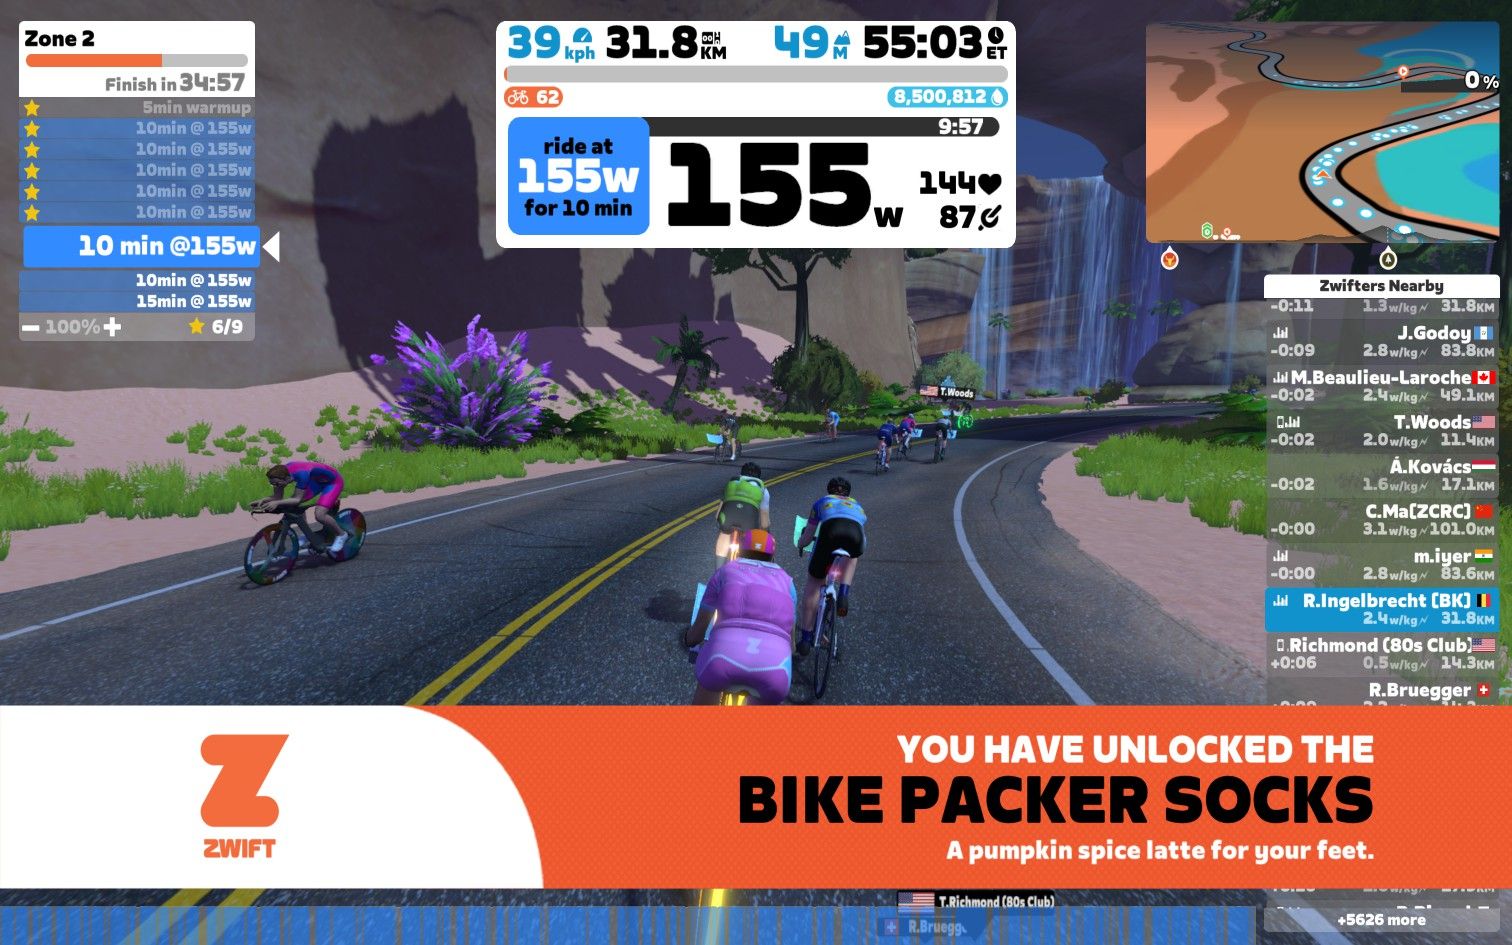 Zone 2
Finish in 34:57
5min warmup
10min @ 155w
10min @ 155w
10min @ 155w
10min @ 155w
10min @ 155w
10 min @155w
10min @ 155w
15min @ 155w
100%
6/9
39 kph 31.8 KM 49 M 55:03 ET
62
8,500,812
9:57
ride at
155w
for 10 min
155w
144
87
0 %
Zwifters Nearby
-0:11 1.3w/kg 31.8KM
J.Godoy
-0:09 2.8w/kg 83.8KM
M.Beaulieu-Laroche
-0:02 2.4w/kg 49.1KM
T.Woods
-0:02 2.0w/kg 11.4KM
Á.Kovács
-0:02 1.6w/kg 17.1KM
C.Ma[ZCRC]
-0:00 3.1w/kg 101.0KM
m.iyer
-0:00 2.8w/kg 83.6KM
R.Ingelbrecht [BK]
2.4w/kg 31.8KM
.Richmond (80s Club)
+0:06 0.5w/kg 14.3KM
R.Bruegger
T.Woods
ZWIFT
YOU HAVE UNLOCKED THE
BIKE PACKER SOCKS
A pumpkin spice latte for your feet.
T.Richmond (80s Club)
R.Bruegg
+5626 more